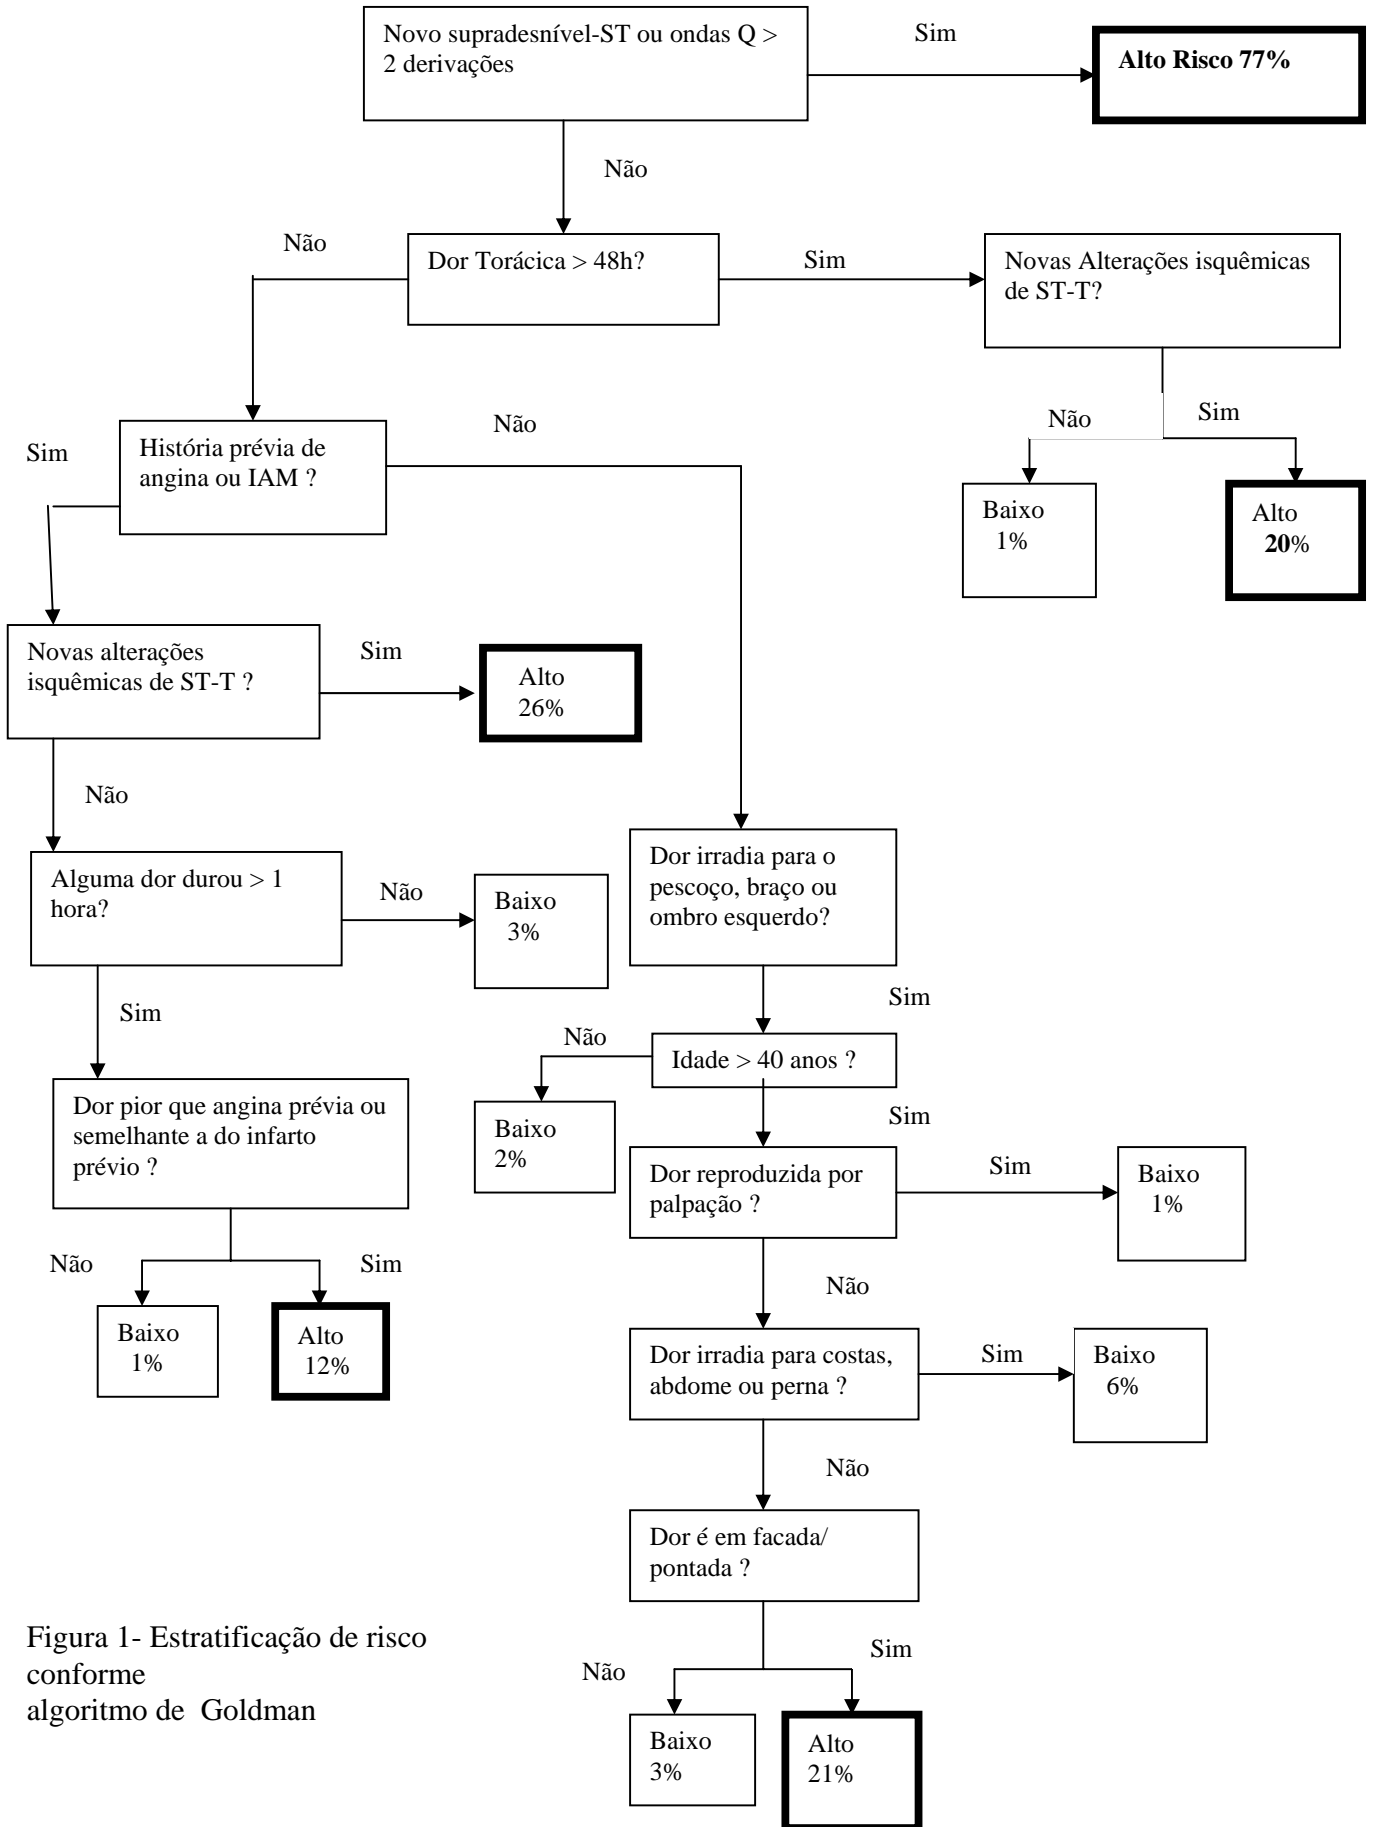 Novo supradesnível-ST ou ondas Q >
2 derivações
Sim
Alto Risco 77%
Não
Não
Dor Torácica > 48h?
Sim
Novas Alterações isquêmicas
de ST-T?
Sim
História prévia de
angina ou IAM ?
Não
Não
Sim
Baixo
1%
Alto
20%
Novas alterações
isquêmicas de ST-T ?
Sim
Alto
26%
Não
Alguma dor durou > 1
hora?
Não
Baixo
3%
Dor irradia para o
pescoço, braço ou
ombro esquerdo?
Sim
Sim
Não
Idade > 40 anos ?
Baixo
2%
Sim
Dor pior que angina prévia ou
semelhante a do infarto
prévio ?
Dor reproduzida por
palpação ?
Sim
Baixo
1%
Não
Sim
Não
Baixo
1%
Alto
12%
Dor irradia para costas,
abdome ou perna ?
Sim
Baixo
6%
Não
Dor é em facada/
pontada ?
Figura 1- Estratificação de risco
conforme
algoritmo de  Goldman
Não
Sim
Baixo
3%
Alto
21%